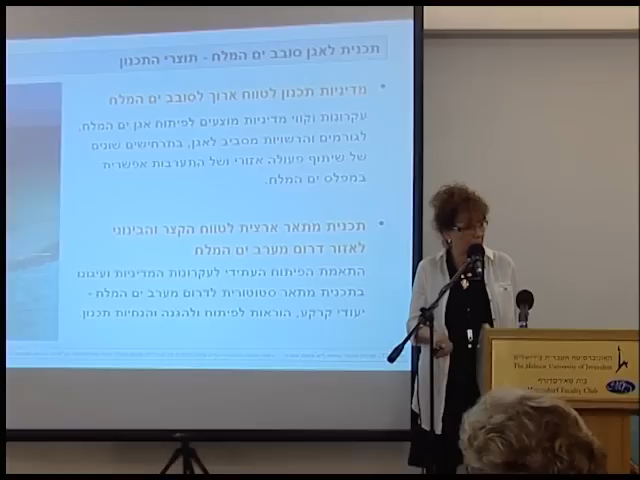 תכנית לאגן סובב ים המלח - תוצרי התכנון
• מדיניות תכנון לטווח ארוך לסובב ים המלח
עקרונות וקווי מדיניות מוצעים לפיתוח אגן ים המלח,
לגורמים והרשויות מסביב לאגן, בתרחישים שונים
של שיתוף פעולה אזורי ושל התערבות אפשרית
במפלס ים המלח.
• תכנית מתאר ארצית לטווח הקצר והבינוני
לאזור דרום מערב ים המלח
התאמת הפיתוח העתידי לעקרונות המדיניות ועיגונו
בתכנית מתאר סטטוטורית לדרום מערב ים המלח -
יעודי קרקע, הוראות לפיתוח ולהגנה והנחיות תכנון
האוניברסיטה העברית בירושלים
The Hebrew University of Jerusalem
בית מאירסדורף
Maiersdorf Faculty Club